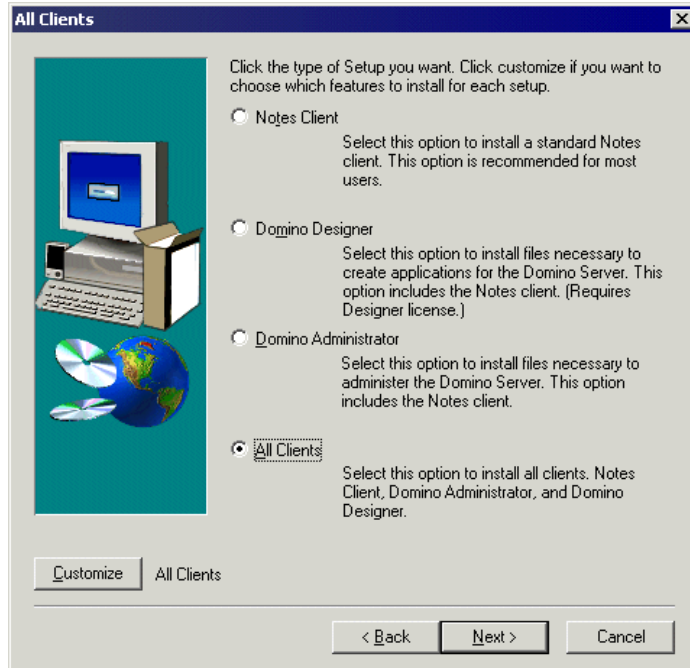 All Clients
Click the type of Setup you want. Click customize if you want to
choose which features to install for each setup.
Notes Client
Select this option to install a standard Notes
client. This option is recommended for most
users.
Domino Designer
Select this option to install files necessary to
create applications for the Domino Server. This
option includes the Notes client. (Requires
Designer license.)
Domino Administrator
Select this option to install files necessary to
administer the Domino Server. This option
includes the Notes client.
All Clients
Select this option to install all clients. Notes
Client, Domino Administrator, and Domino
Designer.
Customize All Clients
< Back Next > Cancel